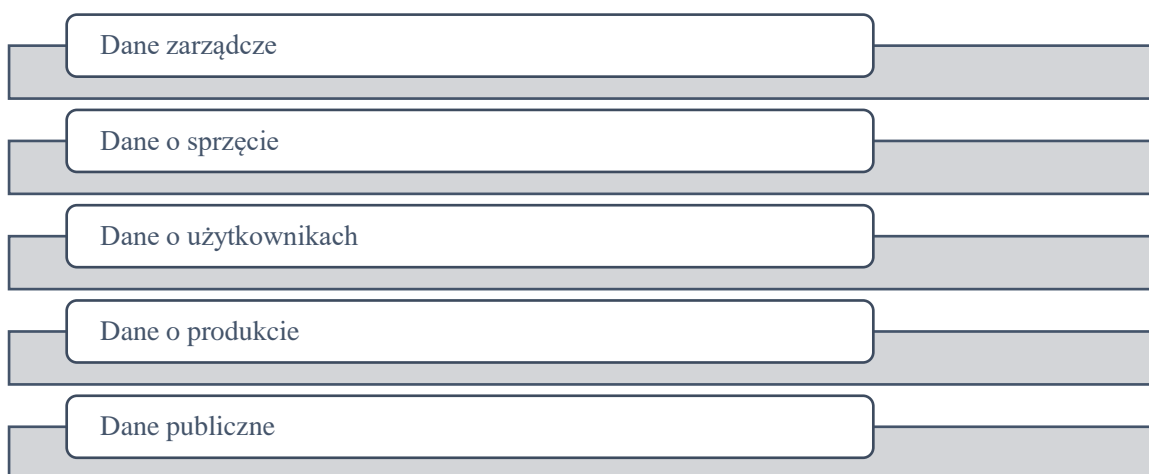 Dane zarządcze
Dane o sprzęcie
Dane o użytkownikach
Dane o produkcie
Dane publiczne